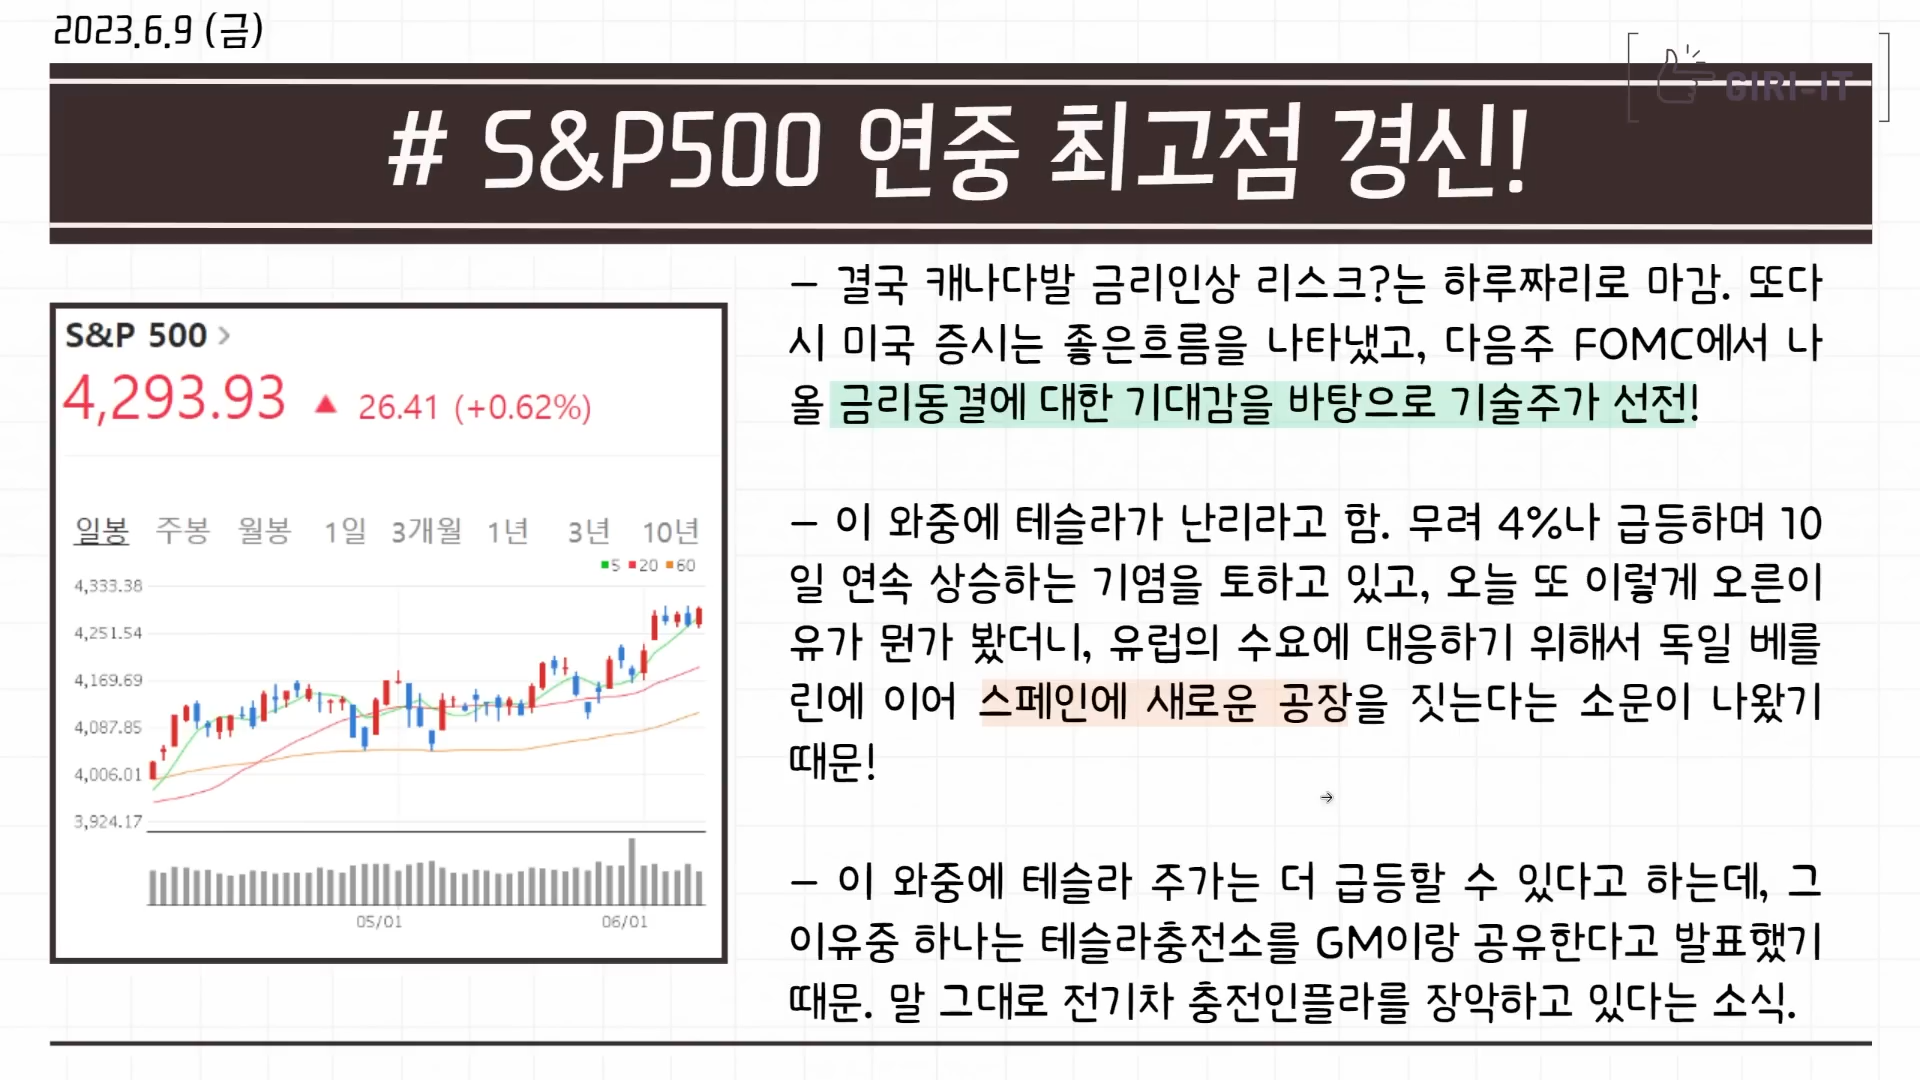 2023.6.9 (금)
GIRI-IT
# S&P500 연중 최고점 경신!
S&P 500 >
4,293.93 ▲ 26.41 (+0.62%)
일봉 주봉 월봉 1일 3개월 1년 3년 10년
5 20 60
4,333.38
4,251.54
4,169.69
4,087.85
4,006.01
3,924.17
05/01 06/01
– 결국 캐나다발 금리인상 리스크?는 하루짜리로 마감. 또다
시 미국 증시는 좋은흐름을 나타냈고, 다음주 FOMC에서 나
올 금리동결에 대한 기대감을 바탕으로 기술주가 선전!
– 이 와중에 테슬라가 난리라고 함. 무려 4%나 급등하며 10
일 연속 상승하는 기염을 토하고 있고, 오늘 또 이렇게 오른이
유가 뭔가 봤더니, 유럽의 수요에 대응하기 위해서 독일 베를
린에 이어 스페인에 새로운 공장을 짓는다는 소문이 나왔기
때문!
– 이 와중에 테슬라 주가는 더 급등할 수 있다고 하는데, 그
이유중 하나는 테슬라충전소를 GM이랑 공유한다고 발표했기
때문. 말 그대로 전기차 충전인플라를 장악하고 있다는 소식.